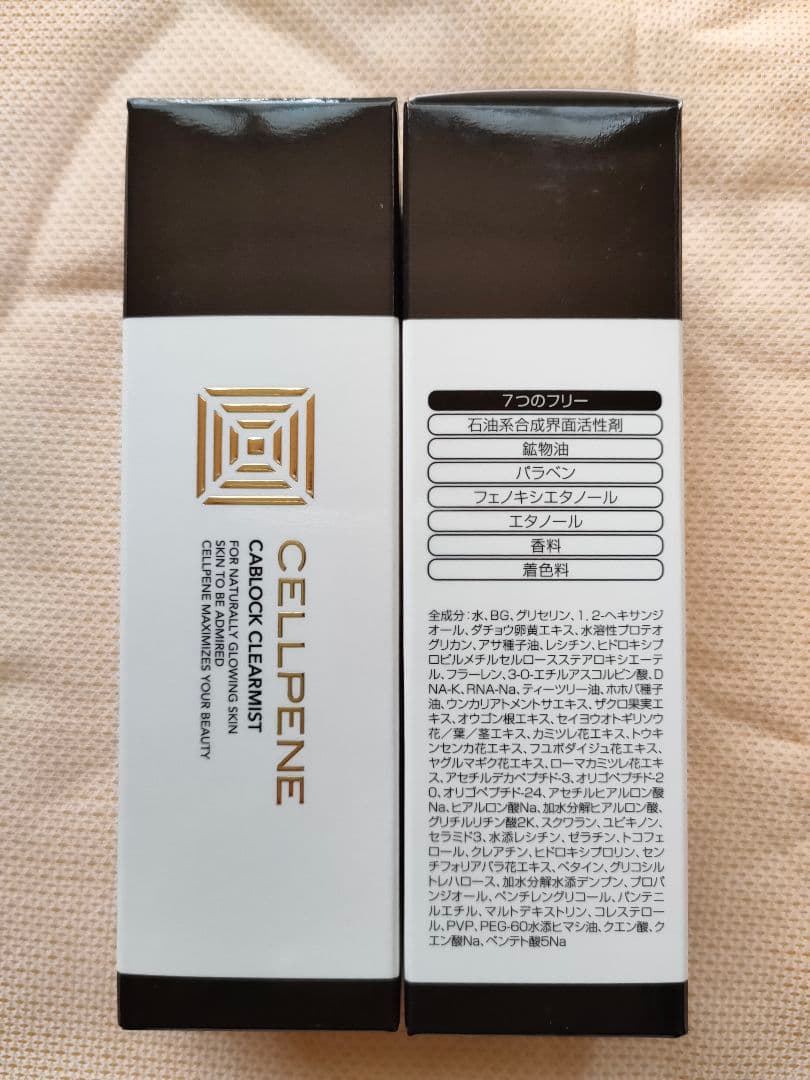 CELLPENE
CABLOCK CLEARMIST
FOR NATURALLY GLOWING SKIN
SKIN TO BE ADMIRED
CELLPENE MAXIMIZES YOUR BEAUTY
7つのフリー
石油系合成界面活性剤
鉱物油
パラベン
フェノキシエタノール
エタノール
香料
着色料
全成分:水、BG、グリセリン、1,2-ヘキサンジ
オール、ダチョウ卵黄エキス、水溶性プロテオ
グリカン、アサ種子油、レシチン、ヒドロキシプ
ロピルメチルセルロースステアロキシエーテ
ル、フラーレン、3-O-エチルアスコルビン酸、D
NA-K、RNA-Na、ティーツリー油、ホホバ種子
油、ウンカリアトメントサエキス、ザクロ果実エ
キス、オウゴン根エキス、セイヨウオトギリソウ
花/葉/茎エキス、カミツレ花エキス、トウキ
ンセンカ花エキス、フユボダイジュ花エキス、
ヤグルマギク花エキス、ローマカミツレ花エキ
ス、アセチルデカペプチド-3、オリゴペプチド-2
0、オリゴペプチド-24、アセチルヒアルロン酸
Na、ヒアルロン酸Na、加水分解ヒアルロン酸、
グリチルリチン酸2K、スクワラン、ユビキノン、
セラミド3、水添レシチン、ゼラチン、トコフェ
ロール、クレアチン、ヒドロキシプロリン、セン
チフォリアバラ花エキス、ベタイン、グリコシル
トレハロース、加水分解水添デンプン、プロパ
ンジオール、ペンチレングリコール、パンテニ
ルエチル、マルトデキストリン、コレステロー
ル、PVP、PEG-60水添ヒマシ油、クエン酸、ク
エン酸Na、ペンテト酸5Na